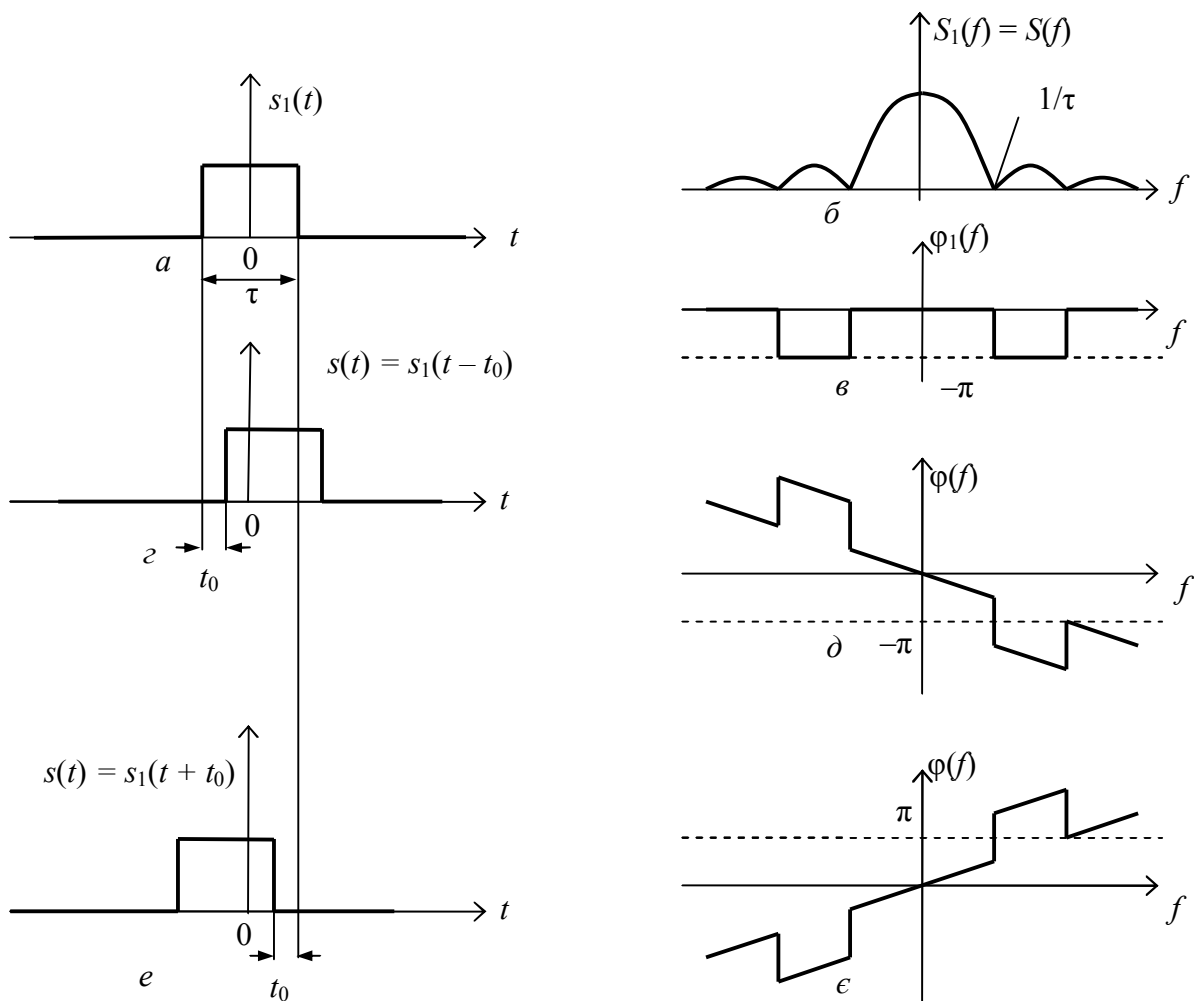 s₁(t)
t
0
а
τ
s(t) = s₁(t – t₀)
t
0
г
t₀
s(t) = s₁(t + t₀)
t
0
е
t₀
S₁(f) = S(f)
1/τ
б
f
φ₁(f)
f
в
–π
φ(f)
f
д
–π
φ(f)
π
f
є